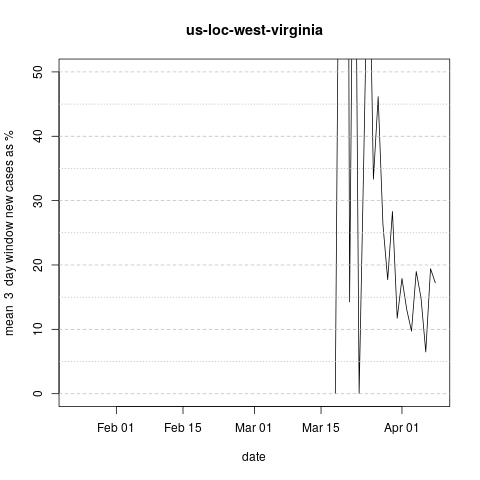 us-loc-west-virginia
mean 3 day window new cases as %
50
40
30
20
10
0
Feb 01 Feb 15 Mar 01 Mar 15 Apr 01
date